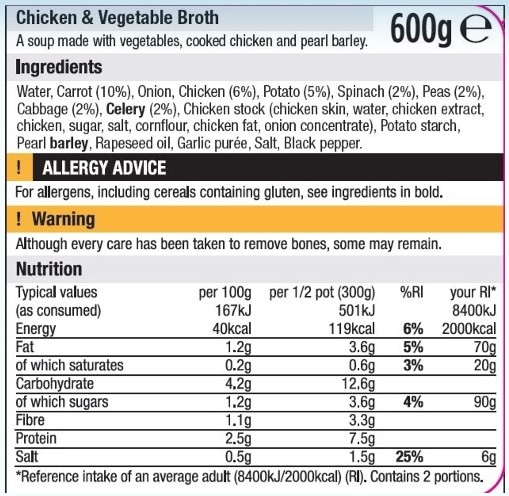 Chicken & Vegetable Broth
A soup made with vegetables, cooked chicken and pearl barley.
600g ℮
Ingredients
Water, Carrot (10%), Onion, Chicken (6%), Potato (5%), Spinach (2%), Peas (2%),
Cabbage (2%), Celery (2%), Chicken stock (chicken skin, water, chicken extract,
chicken, sugar, salt, cornflour, chicken fat, onion concentrate), Potato starch,
Pearl barley, Rapeseed oil, Garlic purée, Salt, Black pepper.
! ALLERGY ADVICE
For allergens, including cereals containing gluten, see ingredients in bold.
! Warning
Although every care has been taken to remove bones, some may remain.
Nutrition
Typical values per 100g per 1/2 pot (300g) %RI your RI*
(as consumed) 167kJ 501kJ 8400kJ
Energy 40kcal 119kcal 6% 2000kcal
Fat 1.2g 3.6g 5% 70g
of which saturates 0.2g 0.6g 3% 20g
Carbohydrate 4.2g 12.6g
of which sugars 1.2g 3.6g 4% 90g
Fibre 1.1g 3.3g
Protein 2.5g 7.5g
Salt 0.5g 1.5g 25% 6g
*Reference intake of an average adult (8400kJ/2000kcal) (RI). Contains 2 portions.